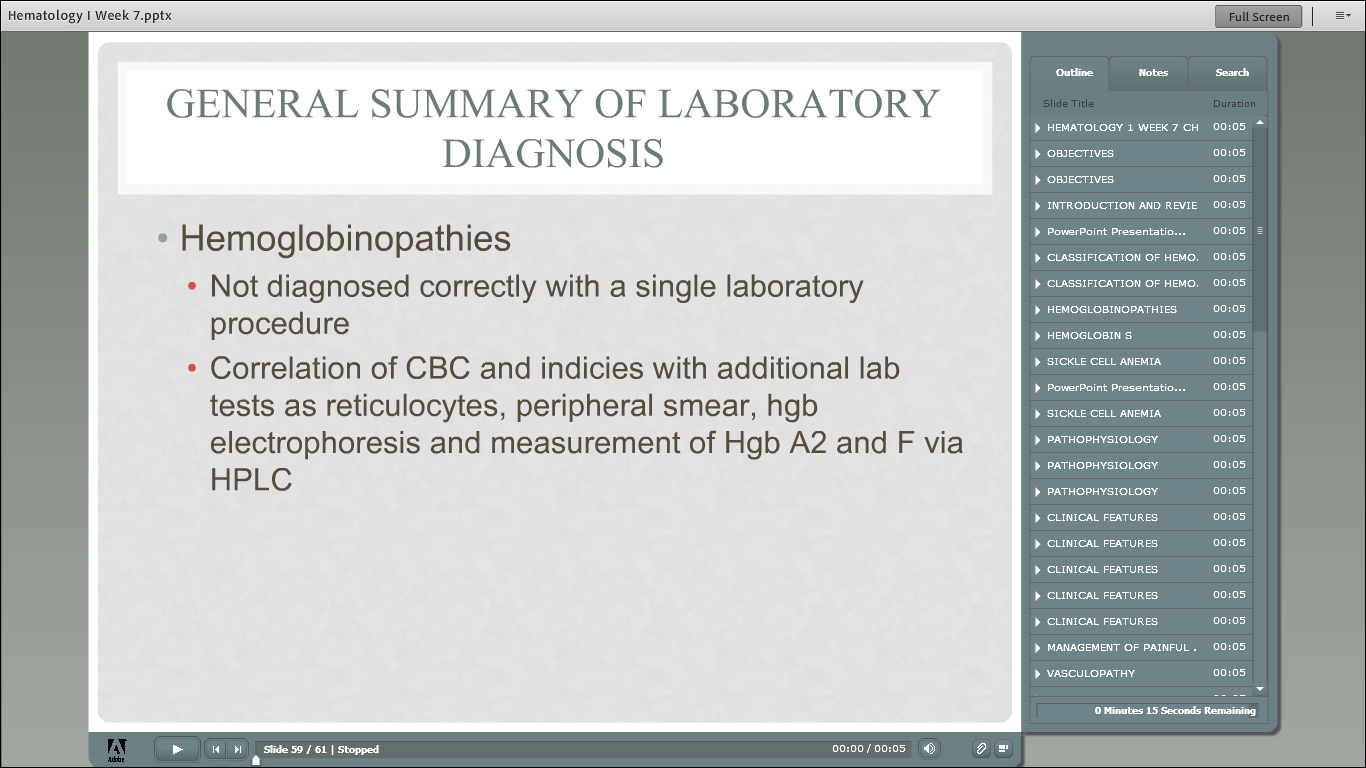 Hematology I Week 7.pptx
Full Screen
GENERAL SUMMARY OF LABORATORY
DIAGNOSIS
• Hemoglobinopathies
• Not diagnosed correctly with a single laboratory
procedure
• Correlation of CBC and indicies with additional lab
tests as reticulocytes, peripheral smear, hgb
electrophoresis and measurement of Hgb A2 and F via
HPLC
Outline Notes Search
Slide Title Duration
HEMATOLOGY 1 WEEK 7 CH 00:05
OBJECTIVES 00:05
OBJECTIVES 00:05
INTRODUCTION AND REVIE 00:05
PowerPoint Presentatio... 00:05
CLASSIFICATION OF HEMO. 00:05
CLASSIFICATION OF HEMO. 00:05
HEMOGLOBINOPATHIES 00:05
HEMOGLOBIN S 00:05
SICKLE CELL ANEMIA 00:05
PowerPoint Presentatio... 00:05
SICKLE CELL ANEMIA 00:05
PATHOPHYSIOLOGY 00:05
PATHOPHYSIOLOGY 00:05
PATHOPHYSIOLOGY 00:05
CLINICAL FEATURES 00:05
CLINICAL FEATURES 00:05
CLINICAL FEATURES 00:05
CLINICAL FEATURES 00:05
CLINICAL FEATURES 00:05
MANAGEMENT OF PAINFUL . 00:05
VASCULOPATHY 00:05
0 Minutes 15 Seconds Remaining
Adobe
Slide 59 / 61 | Stopped 00:00 / 00:05